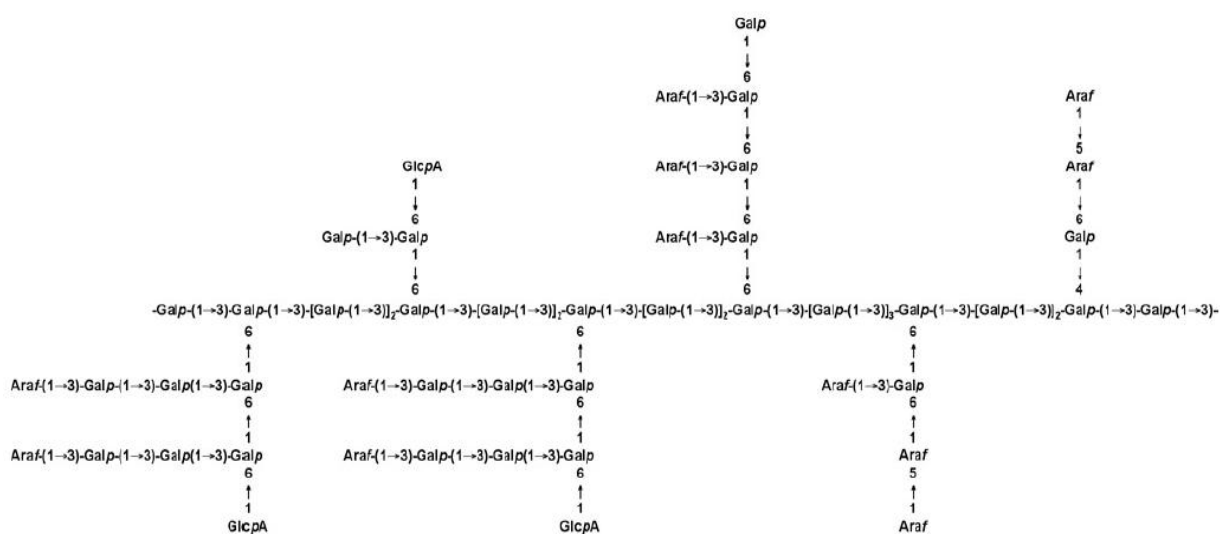 Galp
1
↓
6
Araf-(1→3)-Galp Araf
1 1
↓ ↓
6 5
GlcpA Araf-(1→3)-Galp Araf
1 1 1
↓ ↓ ↓
6 6 6
Galp-(1→3)-Galp Araf-(1→3)-Galp Galp
1 1 1
↓ ↓ ↓
6 6 4
-Galp-(1→3)-Galp-(1→3)-[Galp-(1→3)]₂-Galp-(1→3)-[Galp-(1→3)] -Galp-(1→3)-[Galp-(1→3)]₂-Galp-(1→3)-[Galp-(1→3)]₃-Galp-(1→3)-[Galp-(1→3)]₂-Galp-(1→3)-Galp-(1→3)-
6 6 6
↑ ↑ ↑
1 1 1
Araf-(1→3)-Galp-(1→3)-Galp(1→3)-Galp Araf-(1→3)-Galp-(1→3)-Galp(1→3)-Galp Araf-(1→3)-Galp
6 6 6
↑ ↑ ↑
1 1 1
Araf-(1→3)-Galp-(1→3)-Galp(1→3)-Galp Araf-(1→3)-Galp-(1→3)-Galp(1→3)-Galp Araf
6 6 5
↑ ↑ ↑
1 1 1
GlcpA GlcpA Araf